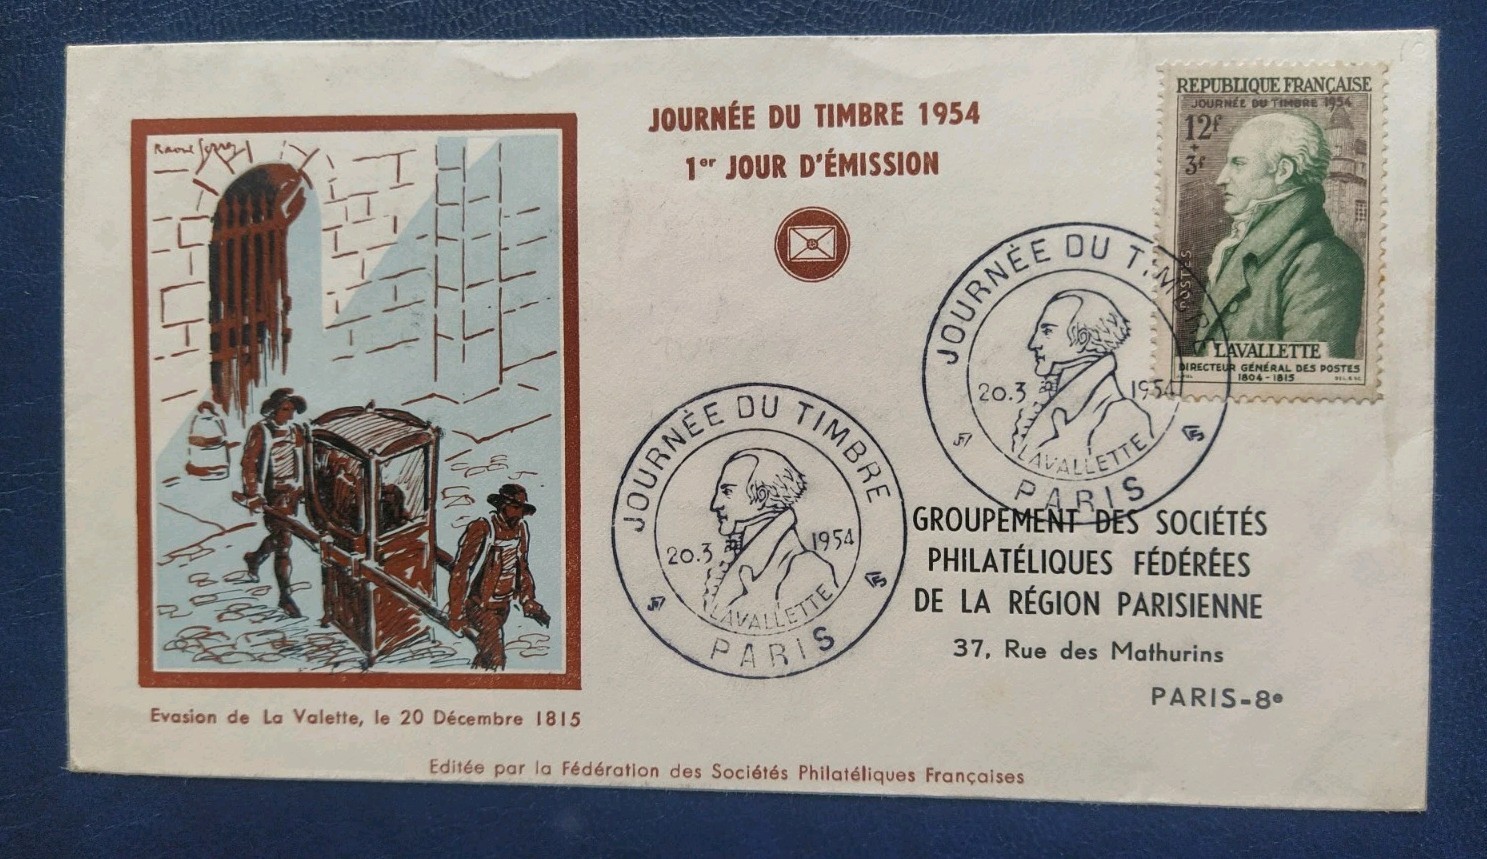 Raoul Serres
JOURNÉE DU TIMBRE 1954
1er JOUR D'ÉMISSION
REPUBLIQUE FRANÇAISE
JOURNÉE DU TIMBRE 1954
12F
+
3F
POSTES
LAVALLETTE
DIRECTEUR GÉNÉRAL DES POSTES
1804-1815
JOURNÉE DU TIM
20.3 1954
LAVALLETTE
PARIS
JOURNÉE DU TIMBRE
20.3 1954
LAVALLETTE
PARIS
GROUPEMENT DES SOCIÉTÉS
PHILATÉLIQUES FÉDÉRÉES
DE LA RÉGION PARISIENNE
37, Rue des Mathurins
PARIS-8e
Evasion de La Valette, le 20 Décembre 1815
Editée par la Fédération des Sociétés Philatéliques Françaises